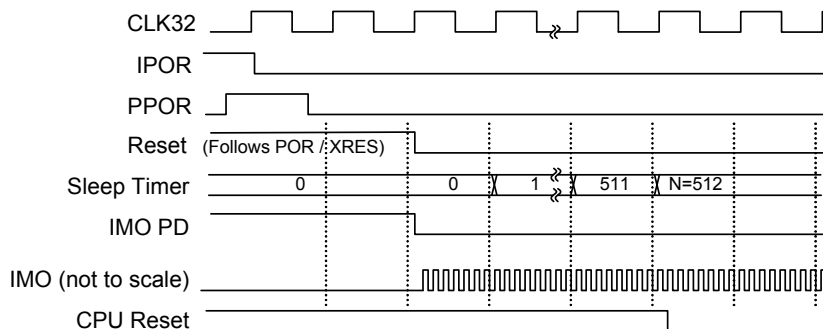 CLK32
IPOR
PPOR
Reset (Follows POR / XRES)
Sleep Timer 0 0 1 511 N=512
IMO PD
IMO (not to scale)
CPU Reset